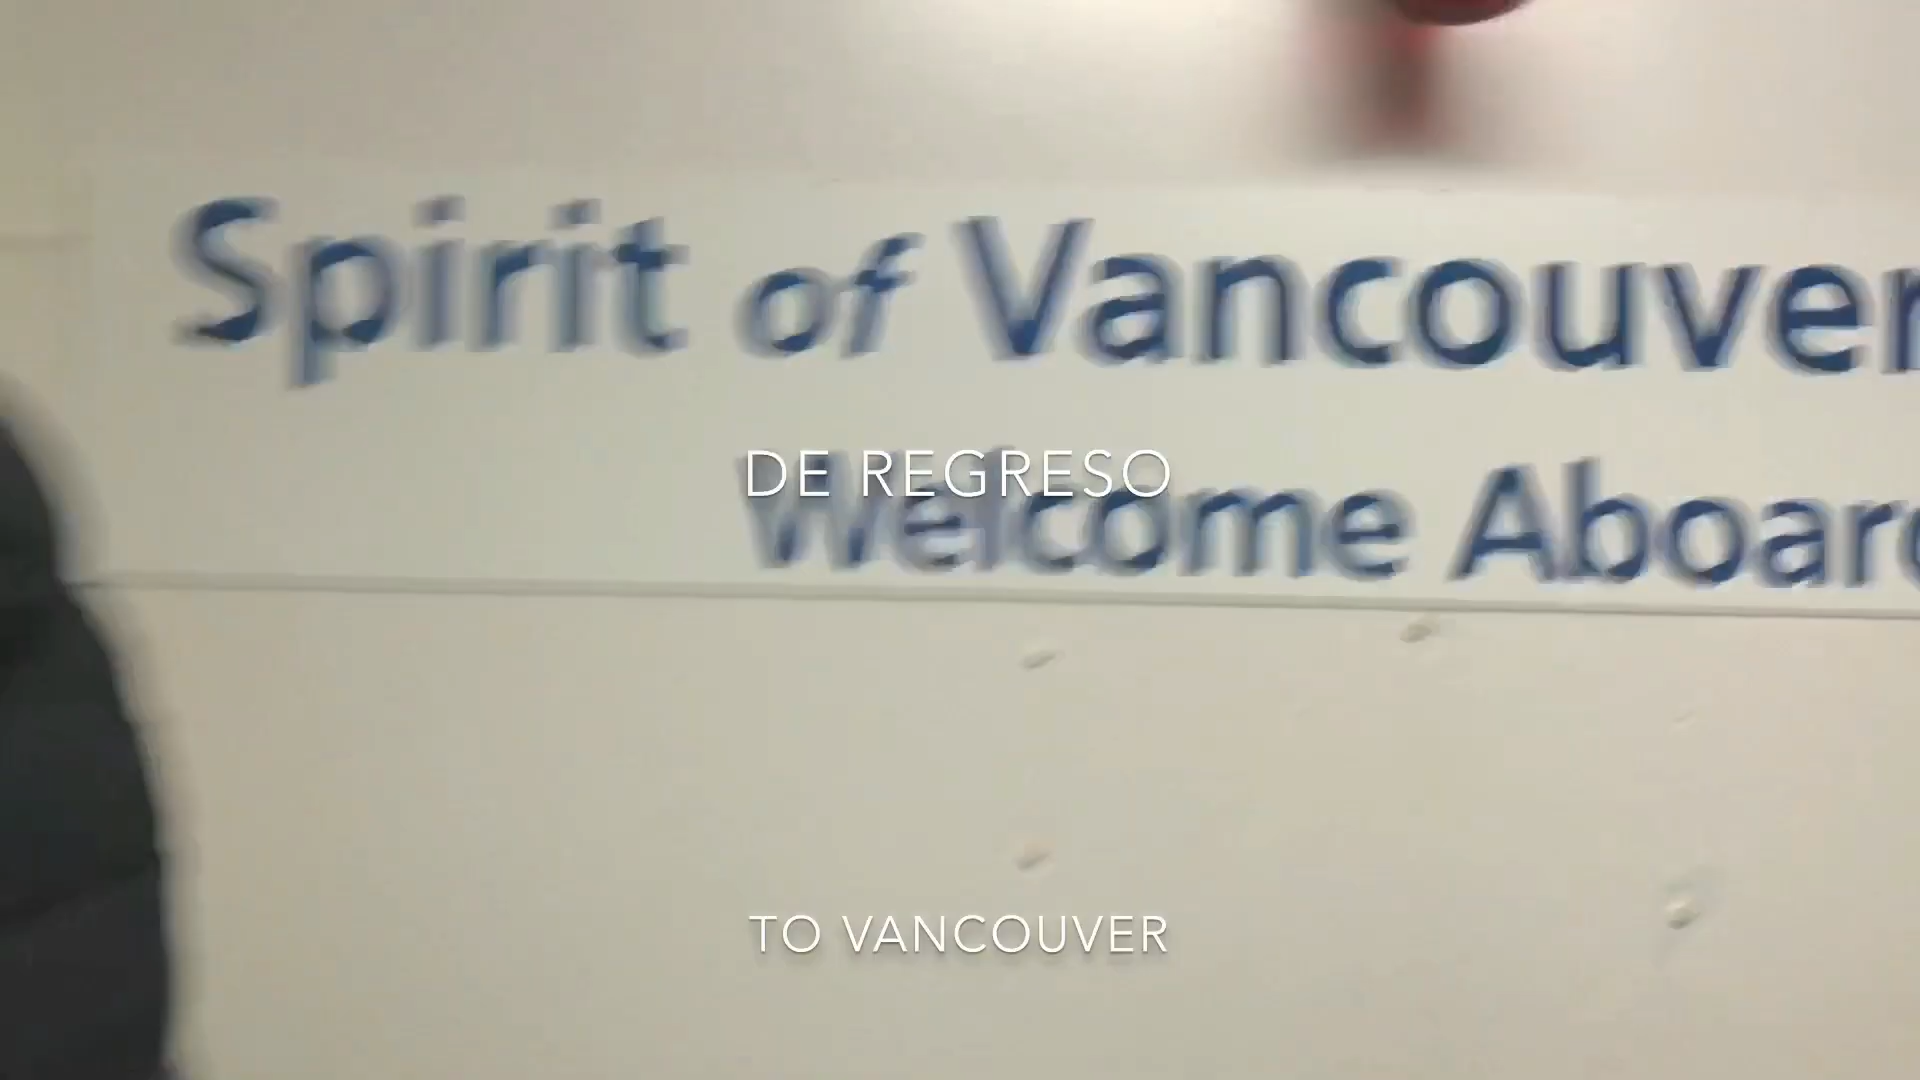 Spirit of Vancouver
DE REGRESO
Welcome Aboard
TO VANCOUVER